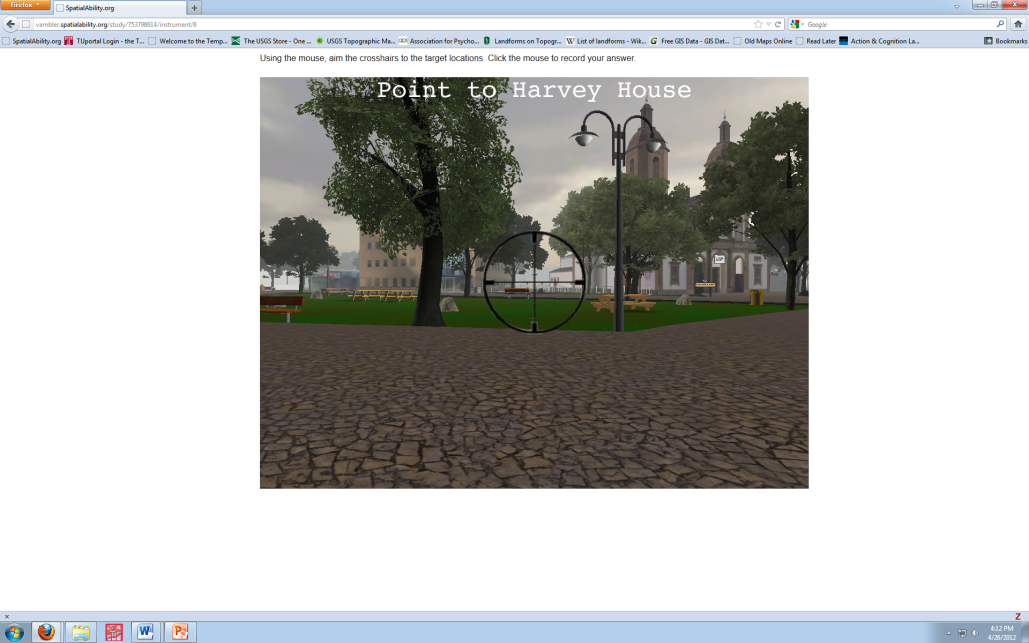 Firefox
SpatialAbility.org
vambler.spatialability.org/study/753798614/instrument/8
Google
SpatialAbility.org
TUportal Login - the T...
Welcome to the Temp...
The USGS Store - One ...
USGS Topographic Ma...
Association for Psycho...
Landforms on Topogr...
List of landforms - Wik...
Free GIS Data - GIS Dat...
Old Maps Online
Read Later
Action & Cognition La...
Bookmarks
Using the mouse, aim the crosshairs to the target locations. Click the mouse to record your answer.
Point to Harvey House
4:12 PM
4/26/2012